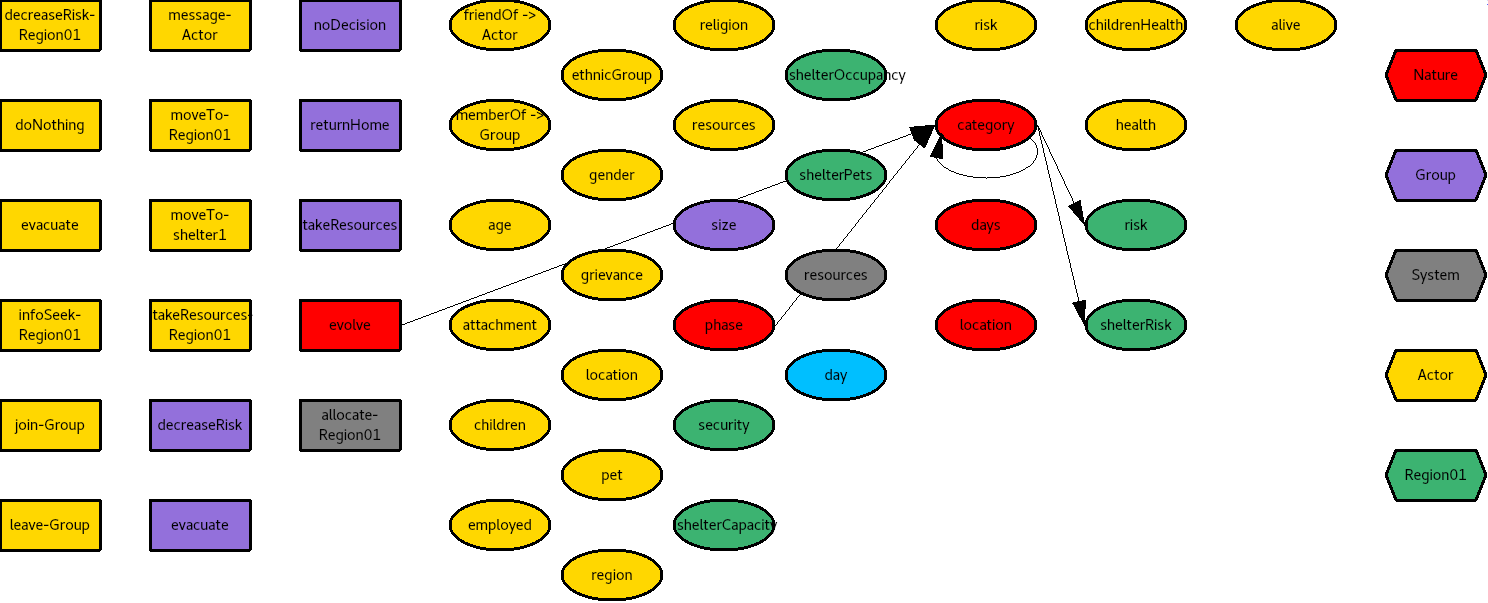 decreaseRisk-
Region01
message-
Actor
noDecision
friendOf ->
Actor
religion
risk
childrenHealth
alive
ethnicGroup
shelterOccupancy
Nature
doNothing
moveTo-
Region01
returnHome
memberOf ->
Group
resources
category
health
gender
shelterPets
Group
evacuate
moveTo-
shelter1
takeResources
age
size
days
risk
grievance
resources
System
infoSeek-
Region01
takeResources-
Region01
evolve
attachment
phase
location
shelterRisk
location
day
Actor
join-Group
decreaseRisk
allocate-
Region01
children
security
pet
Region01
leave-Group
evacuate
employed
shelterCapacity
region